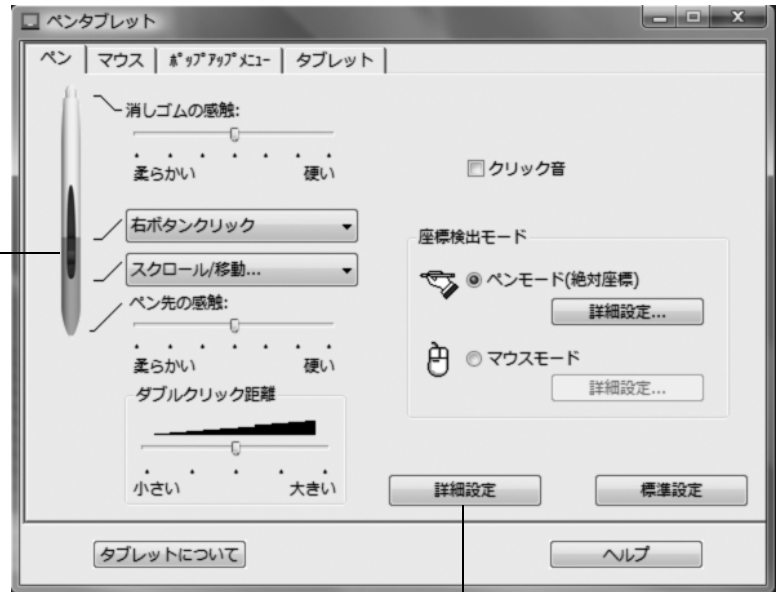 ペンタブレット
ペン マウス ﾎﾟｯﾌﾟｱｯﾌﾟﾒﾆｭｰ タブレット
消しゴムの感触:
柔らかい 硬い
クリック音
右ボタンクリック
スクロール/移動...
ペン先の感触:
柔らかい 硬い
座標検出モード
ペンモード(絶対座標)
詳細設定...
マウスモード
詳細設定...
ダブルクリック距離
小さい 大きい
詳細設定 標準設定
タブレットについて ヘルプ